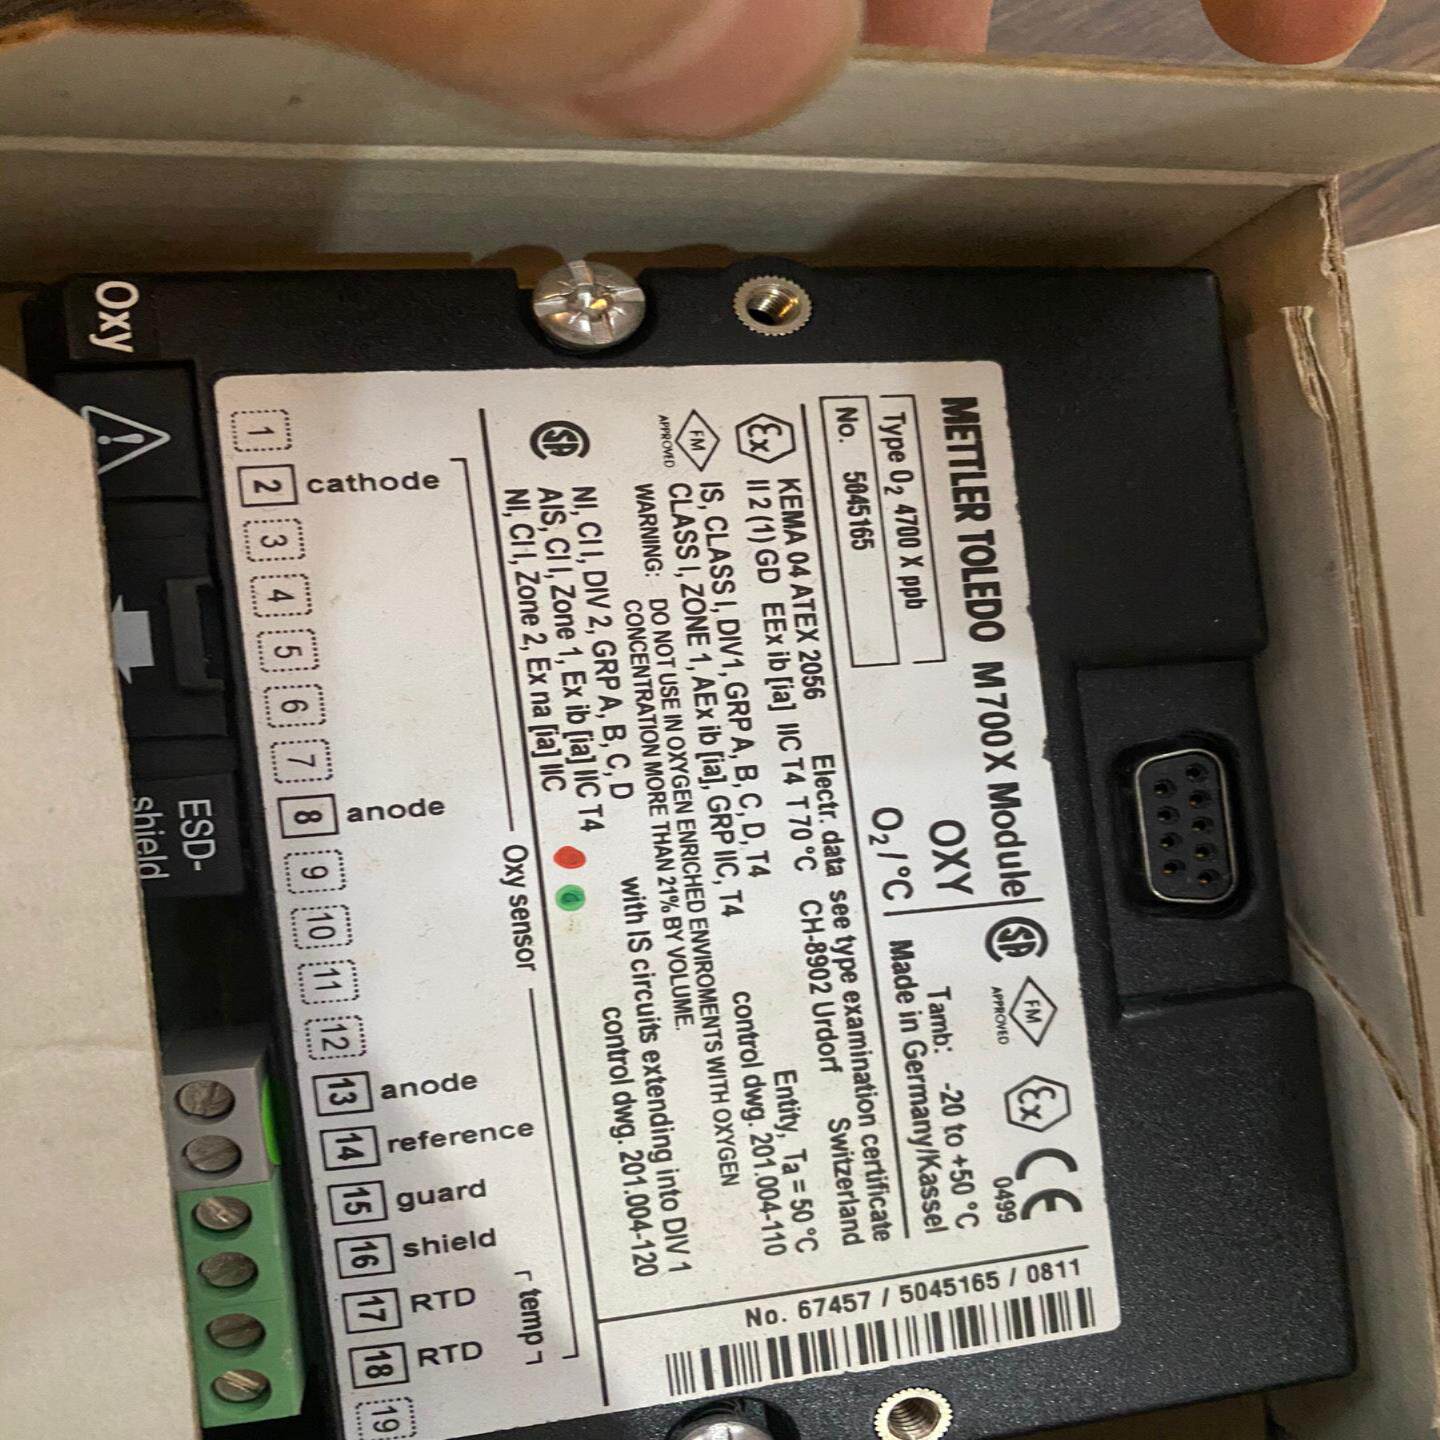 METTLER TOLEDO M 700 X Module
Type O2 4700 X ppb
OXY
Tamb: -20 to +50 °C
No. 5045165
O2 / °C
Made in Germany/Kassel
APPROVED
FM
0499
KEMA 04 ATEX 2056
Electr. data see type examination certificate
II 2 (1) GD EEx ib [ia] IIC T4 T 70 °C
CH-8902 Urdorf Switzerland
FM
APPROVED
IS, CLASS I, DIV1, GRP A, B, C, D, T4
Entity, Ta = 50 °C
CLASS I, ZONE 1, AEx ib [ia], GRP IIC, T4
control dwg. 201.004-110
WARNING: DO NOT USE IN OXYGEN ENRICHED ENVIROMENTS WITH OXYGEN
CONCENTRATION MORE THAN 21% BY VOLUME.
NI, Cl I, DIV 2, GRP A, B, C, D
with IS circuits extending into DIV 1
AIS, Cl I, Zone 1, Ex ib [ia] IIC T4
control dwg. 201.004-120
NI, Cl I, Zone 2, Ex na [ia] IIC
No. 67457 / 5045165 / 0811
Oxy sensor
temp
cathode
anode
anode
reference
guard
shield
RTD
RTD
1 2 3 4 5 6 7 8 9 10 11 12 13 14 15 16 17 18 19
Oxy
ESD-
shield